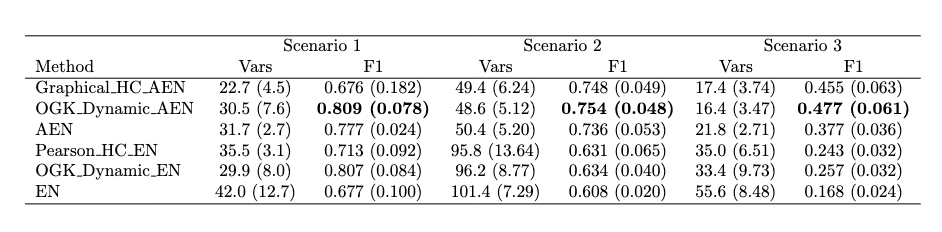 Scenario 1 Scenario 2 Scenario 3
Method Vars F1 Vars F1 Vars F1
Graphical_HC_AEN 22.7 (4.5) 0.676 (0.182) 49.4 (6.24) 0.748 (0.049) 17.4 (3.74) 0.455 (0.063)
OGK_Dynamic_AEN 30.5 (7.6) 0.809 (0.078) 48.6 (5.12) 0.754 (0.048) 16.4 (3.47) 0.477 (0.061)
AEN 31.7 (2.7) 0.777 (0.024) 50.4 (5.20) 0.736 (0.053) 21.8 (2.71) 0.377 (0.036)
Pearson_HC_EN 35.5 (3.1) 0.713 (0.092) 95.8 (13.64) 0.631 (0.065) 35.0 (6.51) 0.243 (0.032)
OGK_Dynamic_EN 29.9 (8.0) 0.807 (0.084) 96.2 (8.77) 0.634 (0.040) 33.4 (9.73) 0.257 (0.032)
EN 42.0 (12.7) 0.677 (0.100) 101.4 (7.29) 0.608 (0.020) 55.6 (8.48) 0.168 (0.024)